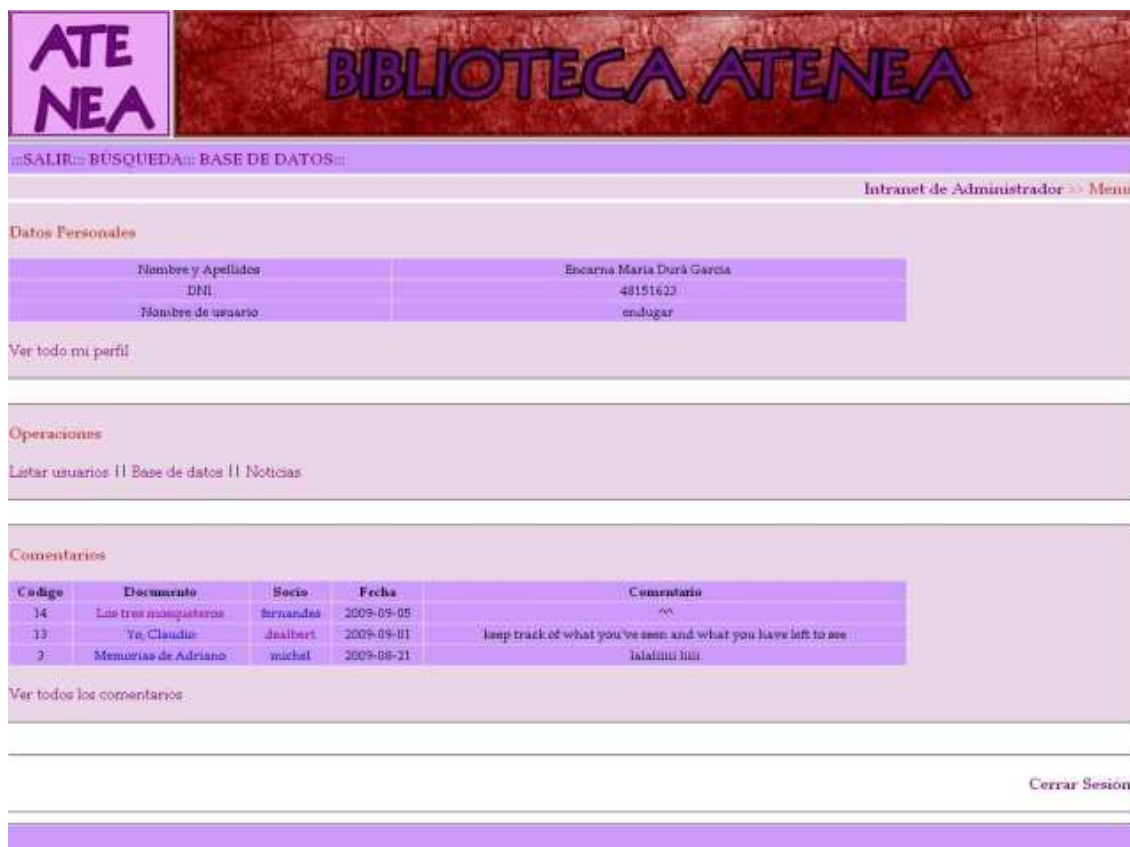 ATE
NEA
BIBLIOTECA ATENEA
:::SALIR::: BÚSQUEDA::: BASE DE DATOS:::
Intranet de Administrador >> Menu
Datos Personales
Nombre y Apellidos Encarna Maria Durà Garcia
DNI 48151623
Nombre de usuario endugar
Ver todo mi perfil
Operaciones
Listar usuarios || Base de datos || Noticias
Comentarios
Codigo Documento Socio Fecha Comentario
14 Los tres mosqueteros fernandes 2009-09-05 ^^
13 Yo, Claudio dealbert 2009-09-01 keep track of what you've seen and what you have left to see
3 Memorias de Adriano michel 2009-08-21
Ver todos los comentarios
Cerrar Sesión